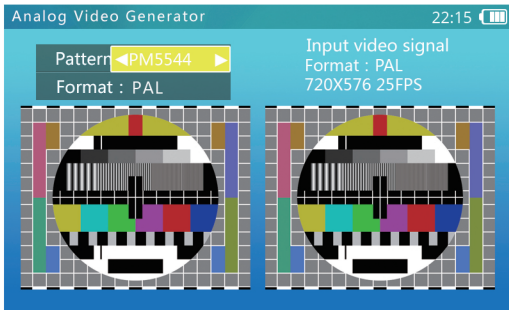 Analog Video Generator
22:15
Pattern ◀PM5544 ▶
Format : PAL
Input video signal
Format : PAL
720X576 25FPS